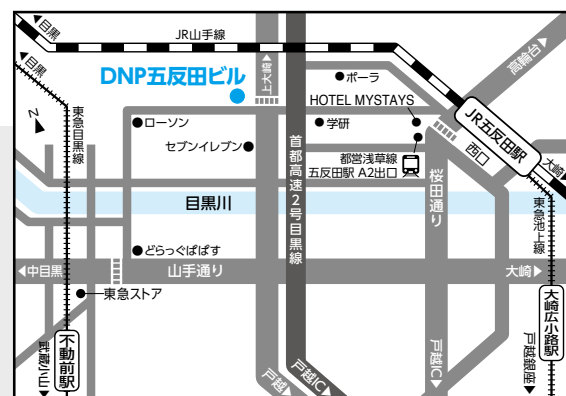 目黒
JR山手線
上大崎
高輪台
目黒
DNP五反田ビル
ポーラ
HOTEL MYSTAYS
JR五反田駅
N
東急目黒線
ローソン
学研
西口
セブンイレブン
都営浅草線
五反田駅 A2出口
大崎
首都高速2号目黒線
桜田通り
目黒川
東急池上線
どらっぐぱぱす
中目黒
山手通り
大崎
東急ストア
大崎広小路駅
不動前駅
武蔵小山
戸越
戸越IC
戸越IC
戸越銀座